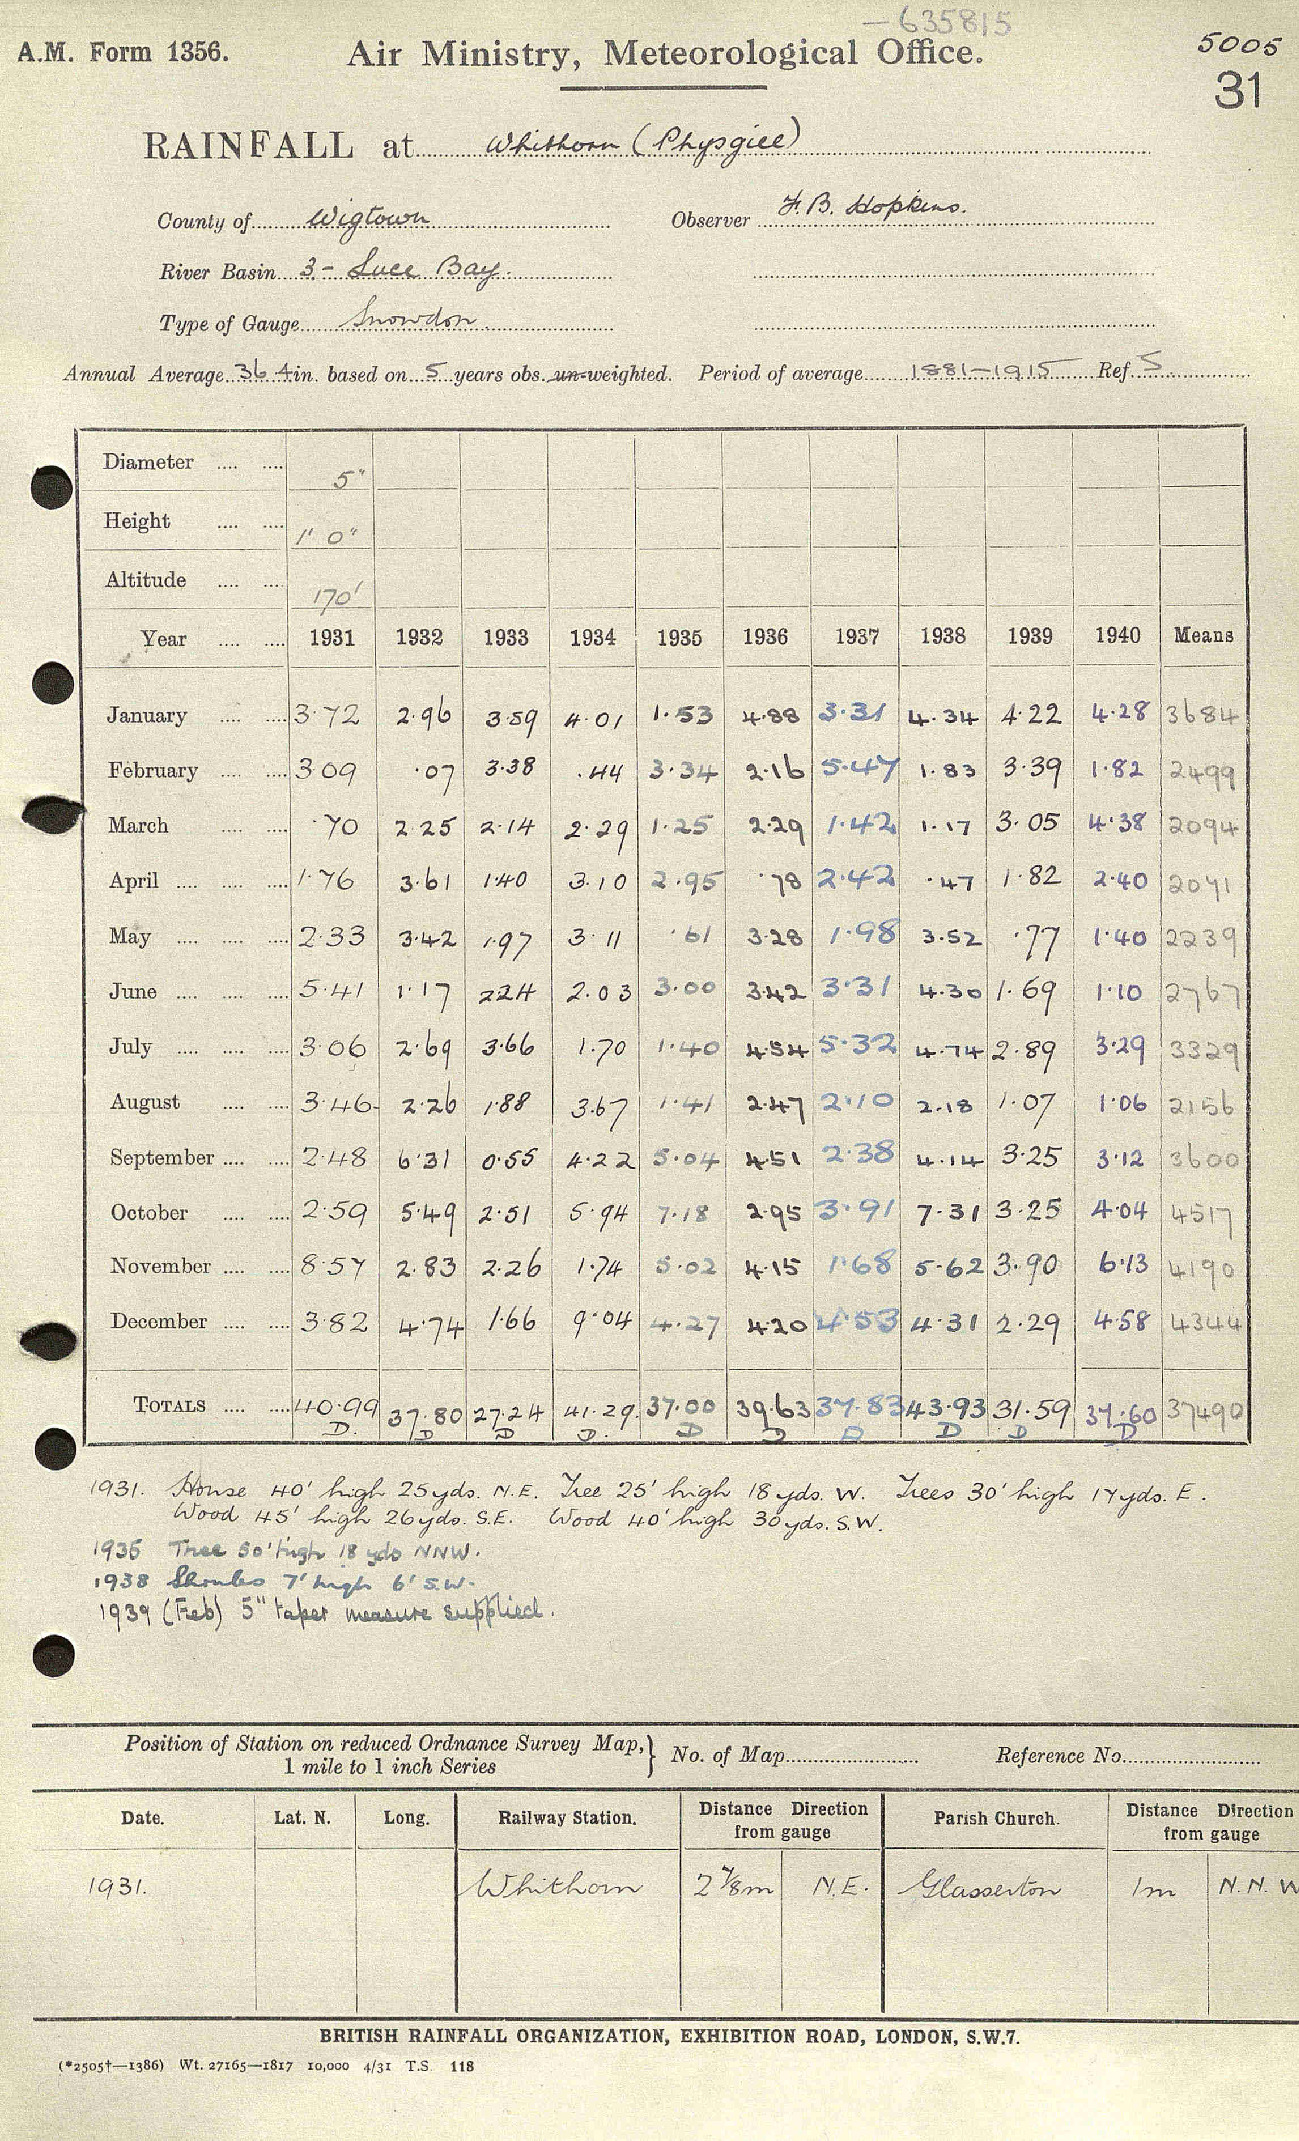 635815
A.M. Form 1356. Air Ministry, Meteorological Office. 5005
31
RAINFALL at Whithorn (Physgill)
County of Wigtown Observer F. B. Hopkins.
River Basin 3 - Luce Bay.
Type of Gauge Snowdon
Annual Average 36.4 in. based on 5 years obs. un-weighted. Period of average 1881-1915 Ref. S
Diameter .... .... 5"
Height .... .... 1' 0"
Altitude .... .... 170'
Year .... .... 1931 1932 1933 1934 1935 1936 1937 1938 1939 1940 Means
January .... .... 3.72 2.96 3.59 4.01 1.53 4.88 3.31 4.34 4.22 4.28 3684
February .... .... 3.09 .07 3.38 .44 3.34 2.16 5.47 1.83 3.39 1.82 2499
March .... .... .70 2.25 2.14 2.29 1.25 2.29 1.42 1.17 3.05 4.38 2094
April .... .... .... 1.76 3.61 1.40 3.10 2.95 .78 2.42 .47 1.82 2.40 2071
May .... .... .... 2.33 3.42 1.97 3.11 .61 3.28 1.98 3.52 .77 1.40 2239
June .... .... .... 5.41 1.17 2.24 2.03 3.00 3.42 3.31 4.30 1.69 1.10 2767
July .... .... .... 3.06 2.69 3.66 1.70 1.40 4.54 5.32 4.74 2.89 3.29 3329
August .... .... 3.46 2.26 1.88 3.67 1.41 2.47 2.10 2.18 1.07 1.06 2156
September .... .... 2.48 6.31 0.55 4.22 5.04 4.51 2.38 4.14 3.25 3.12 3600
October .... .... 2.59 5.49 2.51 5.94 7.18 2.95 3.91 7.31 3.25 4.04 4517
November .... .... 8.57 2.83 2.26 1.74 5.02 4.15 1.68 5.62 3.90 6.13 4190
December .... .... 3.82 4.74 1.66 9.04 4.27 4.20 4.53 4.31 2.29 4.58 4344
TOTALS .... .... 40.99 37.80 27.24 41.29 37.00 39.63 37.83 43.93 31.59 37.60 37490
D. D D D. D D D D D D
1931. House 40' high 25yds. N.E. Tree 25' high 18yds. W. Trees 30' high 17yds. E.
Wood 45' high 26yds. S.E. Wood 40' high 30yds. S.W.
1935 Tree 50' high 18 yds NNW.
1938 Shrubs 7' high 6' S.W.
1939 (Feb) 5" taper measure supplied.
Position of Station on reduced Ordnance Survey Map, } No. of Map Reference No.
1 mile to 1 inch Series
Date. Lat. N. Long. Railway Station. Distance Direction Parish Church. Distance Direction
from gauge from gauge
1931. Whithorn 2 7/8 m N.E. Glasserton 1m N.N.W
BRITISH RAINFALL ORGANIZATION, EXHIBITION ROAD, LONDON, S.W.7.
(*2505†—1386) Wt. 27165—1817 10,000 4/31 T.S. 118